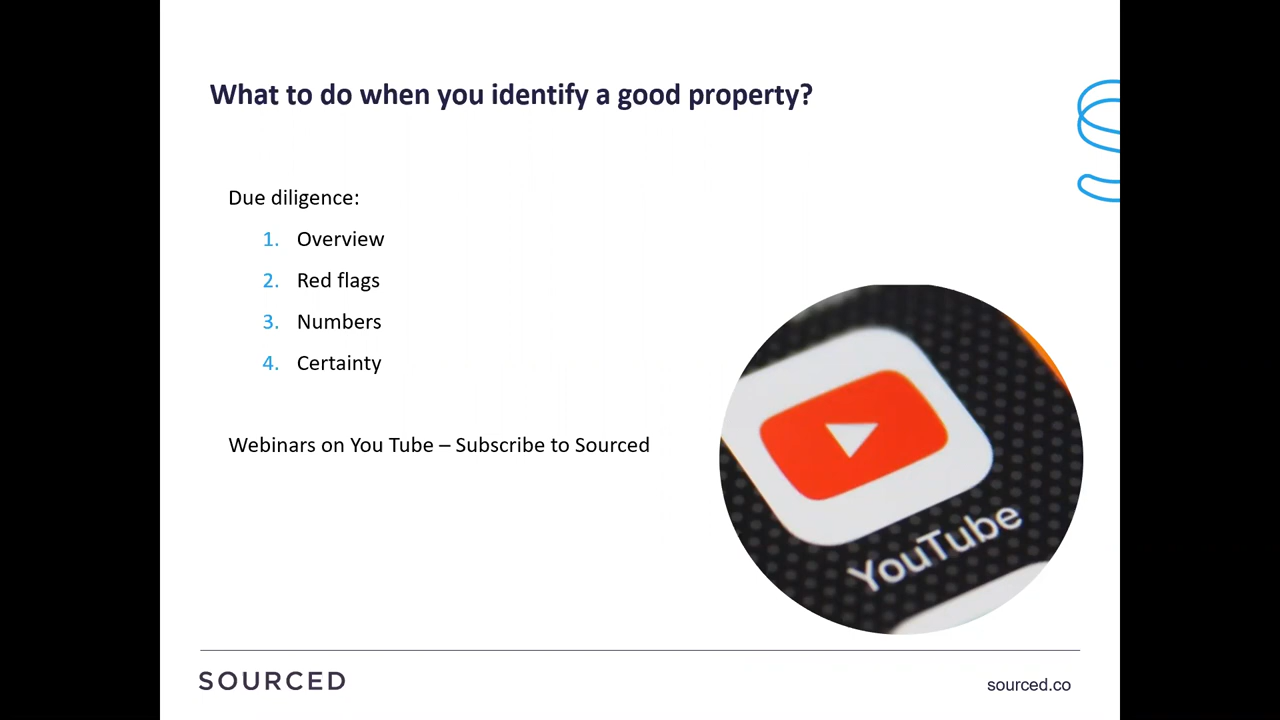 What to do when you identify a good property?
Due diligence:
1. Overview
2. Red flags
3. Numbers
4. Certainty
Webinars on You Tube – Subscribe to Sourced
YouTube
SOURCED
sourced.co